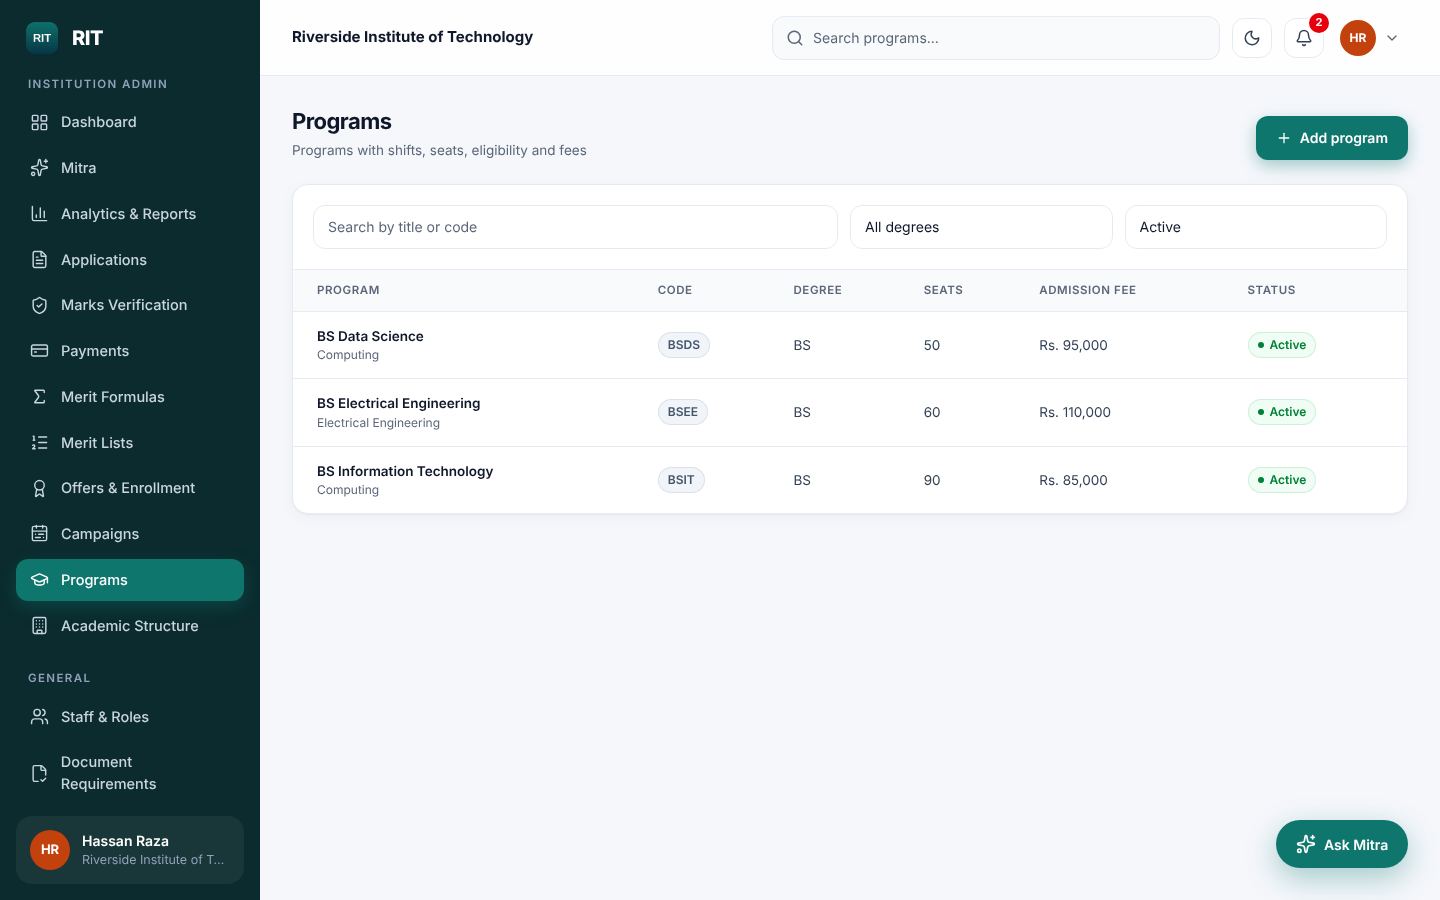 RIT
RIT
INSTITUTION ADMIN
Dashboard
Mitra
Analytics & Reports
Applications
Marks Verification
Payments
Merit Formulas
Merit Lists
Offers & Enrollment
Campaigns
Programs
Academic Structure
GENERAL
Staff & Roles
Document
Requirements
HR
Hassan Raza
Riverside Institute of T...
Riverside Institute of Technology
Search programs...
2
HR
Programs
Programs with shifts, seats, eligibility and fees
Add program
Search by title or code
All degrees
Active
PROGRAM CODE DEGREE SEATS ADMISSION FEE STATUS
BS Data Science
Computing
BSDS BS 50 Rs. 95,000 Active
BS Electrical Engineering
Electrical Engineering
BSEE BS 60 Rs. 110,000 Active
BS Information Technology
Computing
BSIT BS 90 Rs. 85,000 Active
Ask Mitra